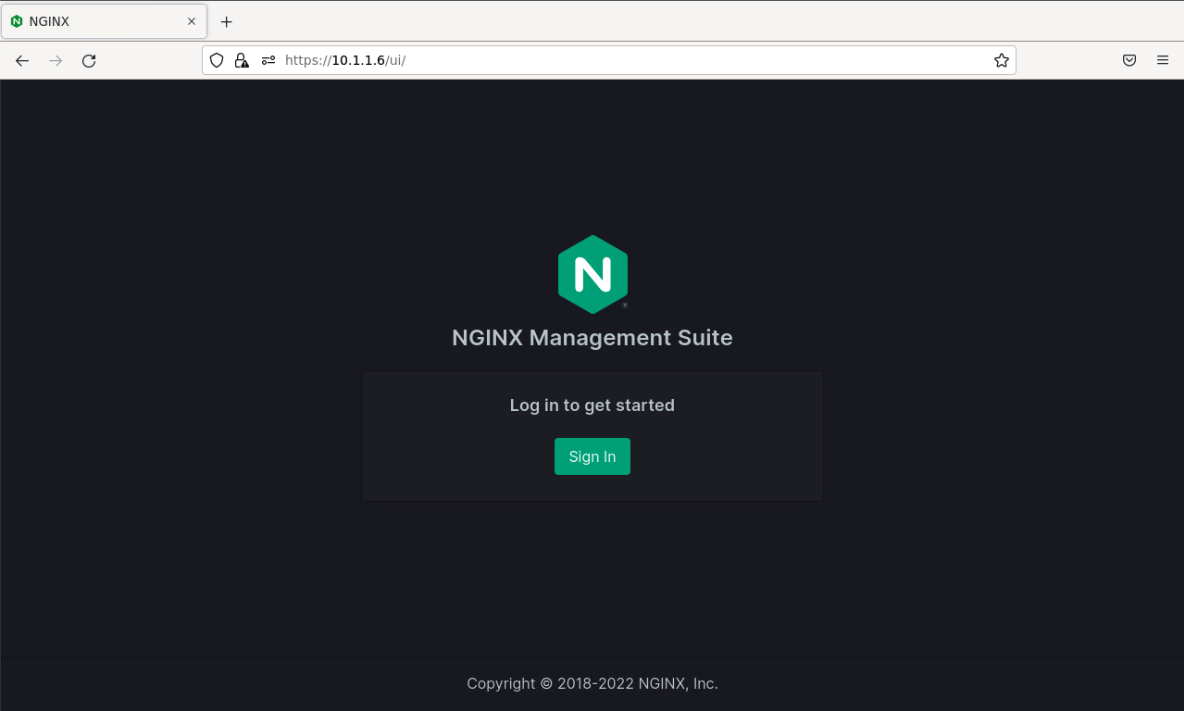 NGINX
https://10.1.1.6/ui/
N
®
NGINX Management Suite
Log in to get started
Sign In
Copyright © 2018-2022 NGINX, Inc.